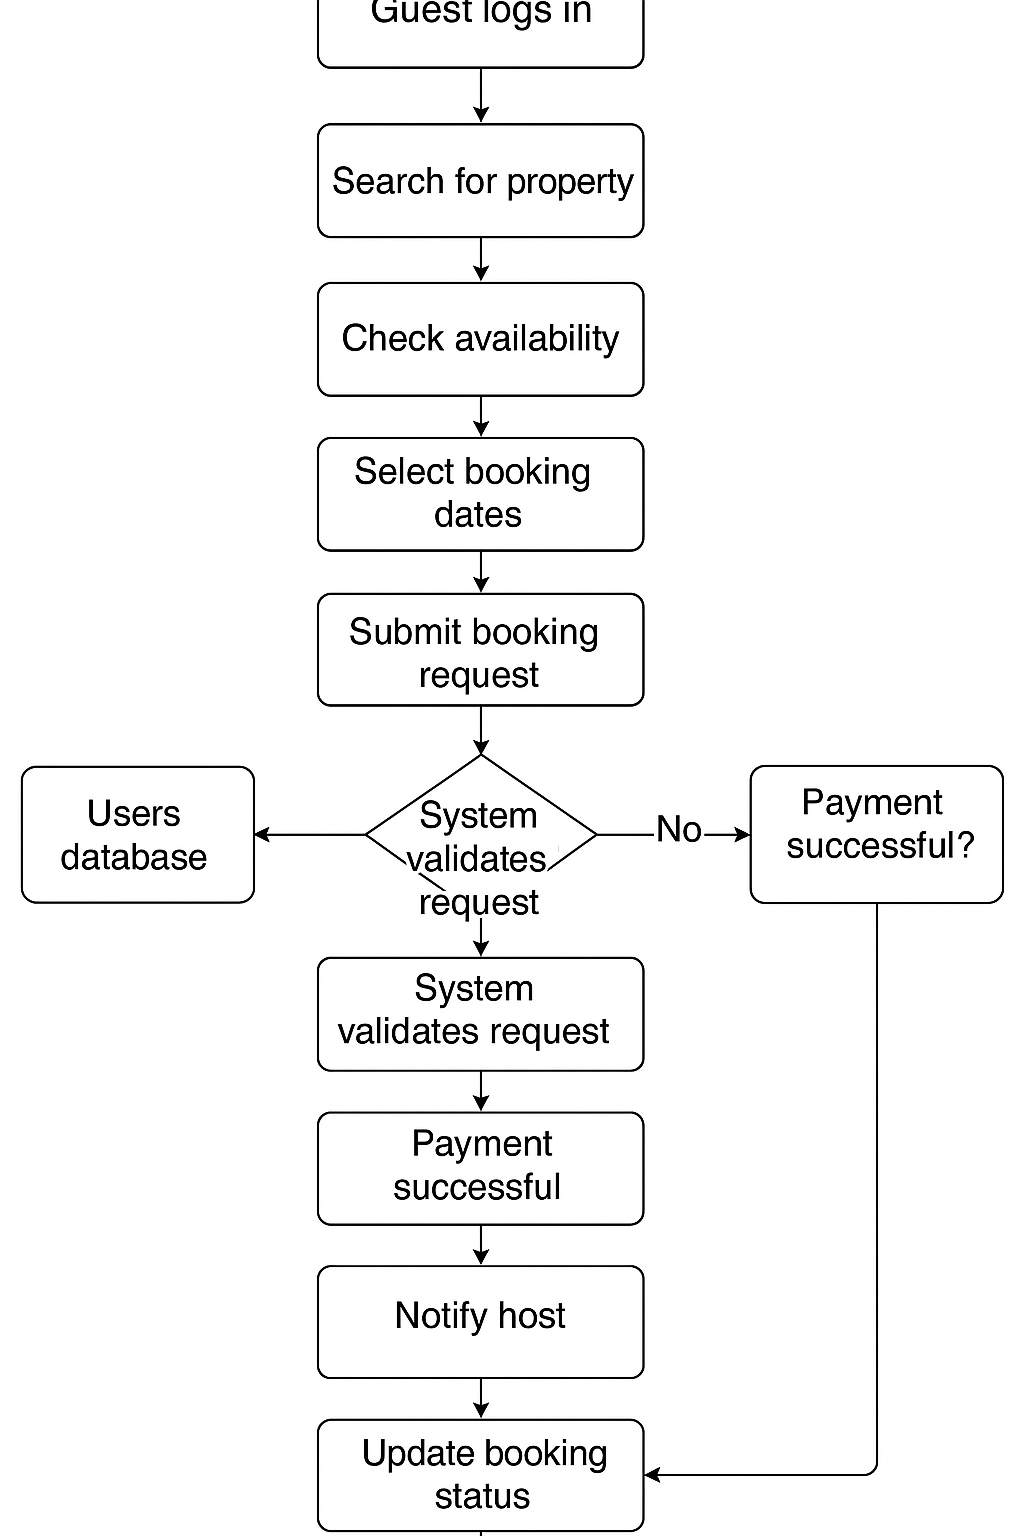 Guest logs in
Search for property
Check availability
Select booking
dates
Submit booking
request
Users
database
System
validates
request
No
Payment
successful?
System
validates request
Payment
successful
Notify host
Update booking
status